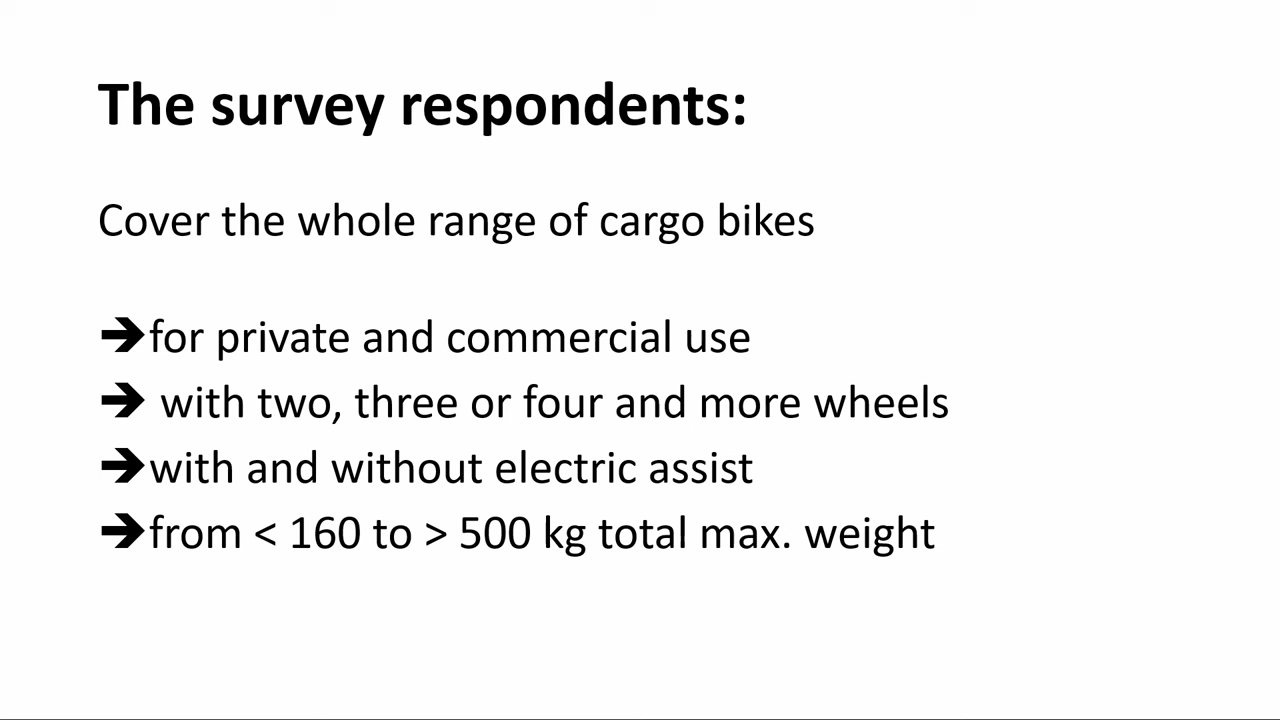 The survey respondents:
Cover the whole range of cargo bikes
➔for private and commercial use
➔ with two, three or four and more wheels
➔with and without electric assist
➔from < 160 to > 500 kg total max. weight